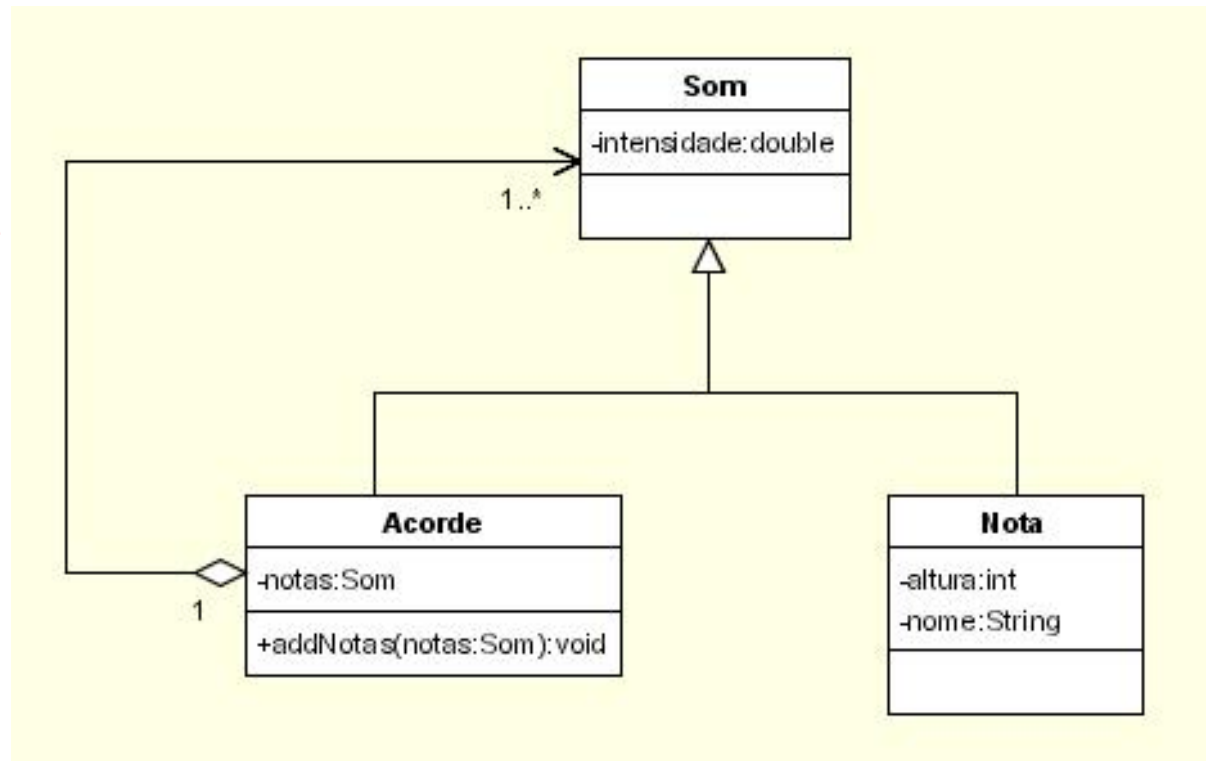 Som
-intensidade:double
1..*
Acorde
-notas:Som
+addNotas(notas:Som):void
1
Nota
-altura:int
-nome:String